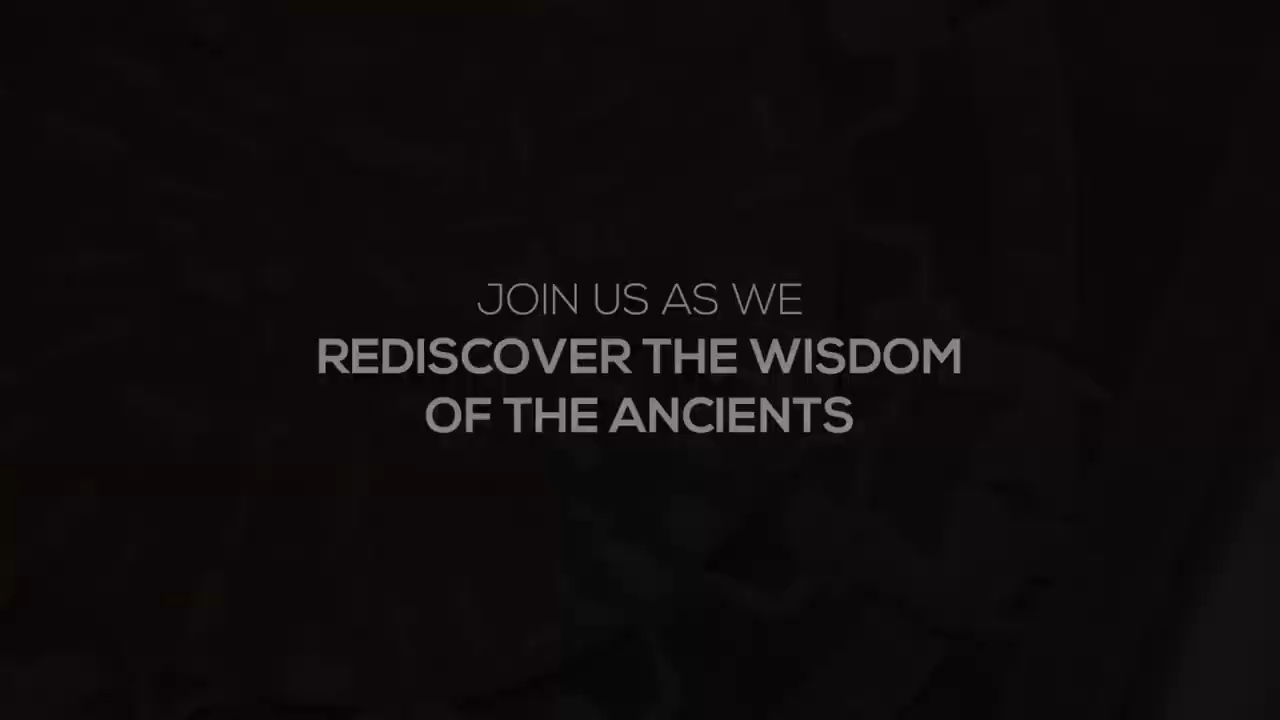 JOIN US AS WE
REDISCOVER THE WISDOM
OF THE ANCIENTS